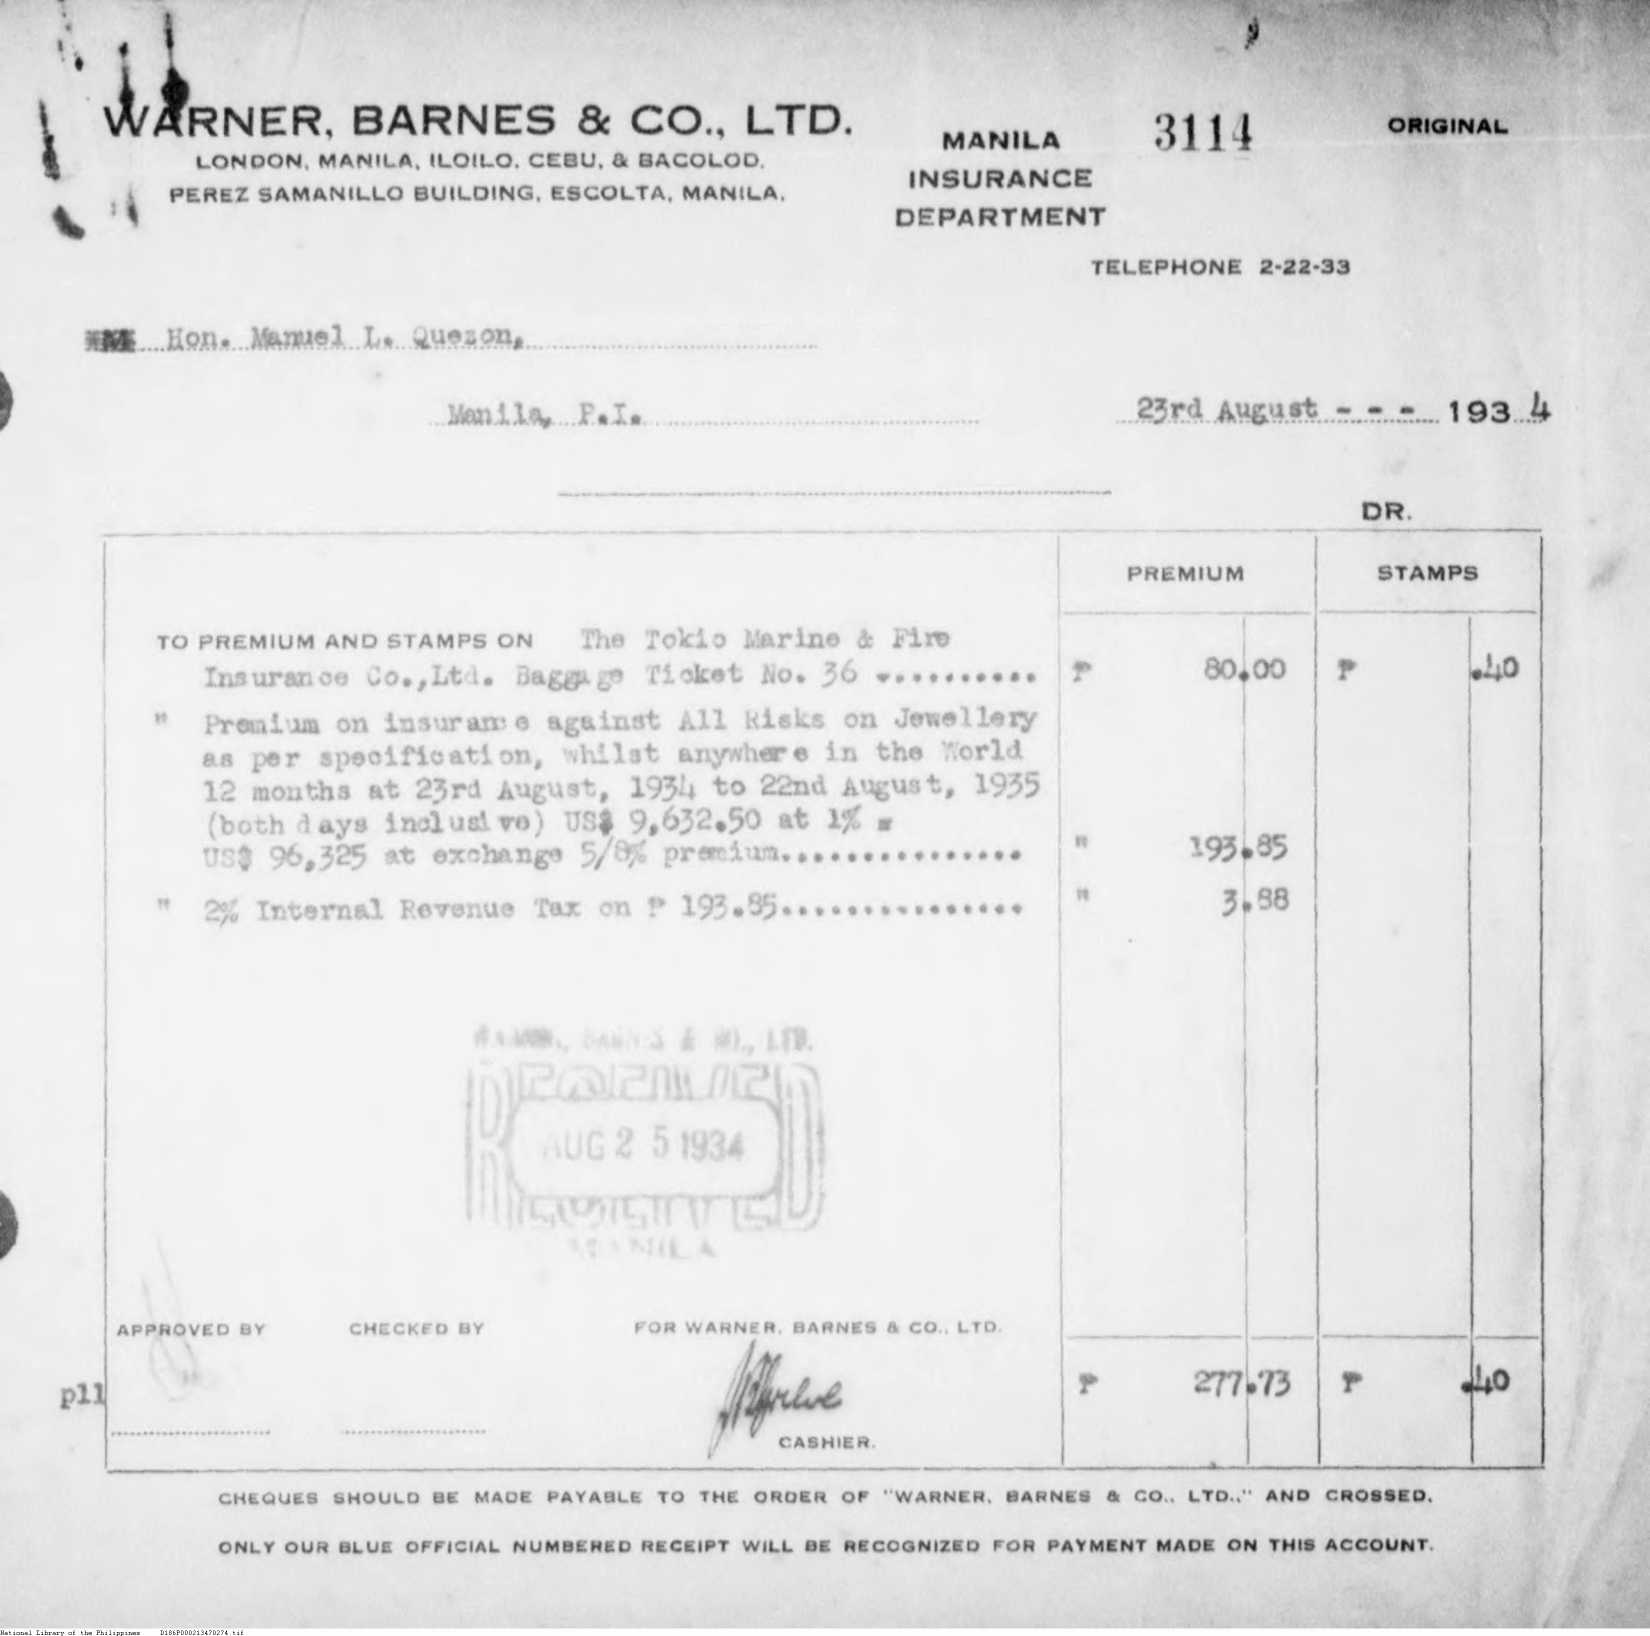 WARNER, BARNES & CO., LTD.
LONDON, MANILA, ILOILO, CEBU, & BACOLOD.
PEREZ SAMANILLO BUILDING, ESCOLTA, MANILA.
MANILA
INSURANCE
DEPARTMENT
3114
ORIGINAL
TELEPHONE 2-22-33
Hon. Manuel L. Quezon,
Manila, P.I.
23rd August - - - 1934
DR.
PREMIUM STAMPS
TO PREMIUM AND STAMPS ON The Tokio Marine & Fire
Insurance Co.,Ltd. Baggage Ticket No. 36 .......... ₱ 80.00 ₱ .40
" Premium on insurance against All Risks on Jewellery
as per specification, whilst anywhere in the World
12 months at 23rd August, 1934 to 22nd August, 1935
(both days inclusive) US$ 9,632.50 at 1% =
US$ 96,325 at exchange 5/8% premium............... " 193.85
" 2% Internal Revenue Tax on ₱ 193.85............... " 3.88
WARNER, BARNES & CO., LTD.
RECEIVED
AUG 25 1934
RECEIVED
MANILA
APPROVED BY CHECKED BY FOR WARNER, BARNES & CO., LTD.
p11
₱ 277.73 ₱ .40
CASHIER.
CHEQUES SHOULD BE MADE PAYABLE TO THE ORDER OF "WARNER, BARNES & CO., LTD.," AND CROSSED.
ONLY OUR BLUE OFFICIAL NUMBERED RECEIPT WILL BE RECOGNIZED FOR PAYMENT MADE ON THIS ACCOUNT.
National Library of the Philippines D186P000213470274.tif